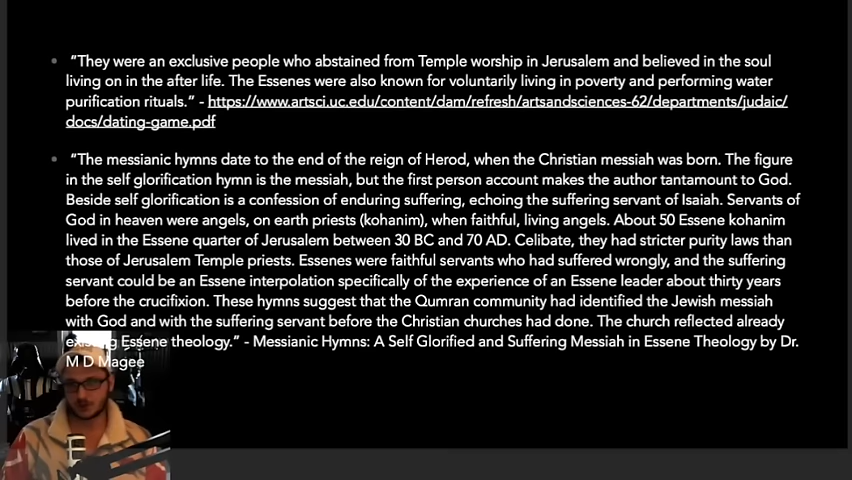 • "They were an exclusive people who abstained from Temple worship in Jerusalem and believed in the soul
living on in the after life. The Essenes were also known for voluntarily living in poverty and performing water
purification rituals." - https://www.artsci.uc.edu/content/dam/refresh/artsandsciences-62/departments/judaic/
docs/dating-game.pdf
• "The messianic hymns date to the end of the reign of Herod, when the Christian messiah was born. The figure
in the self glorification hymn is the messiah, but the first person account makes the author tantamount to God.
Beside self glorification is a confession of enduring suffering, echoing the suffering servant of Isaiah. Servants of
God in heaven were angels, on earth priests (kohanim), when faithful, living angels. About 50 Essene kohanim
lived in the Essene quarter of Jerusalem between 30 BC and 70 AD. Celibate, they had stricter purity laws than
those of Jerusalem Temple priests. Essenes were faithful servants who had suffered wrongly, and the suffering
servant could be an Essene interpolation specifically of the experience of an Essene leader about thirty years
before the crucifixion. These hymns suggest that the Qumran community had identified the Jewish messiah
with God and with the suffering servant before the Christian churches had done. The church reflected already
existing Essene theology." - Messianic Hymns: A Self Glorified and Suffering Messiah in Essene Theology by Dr.
M D Magee